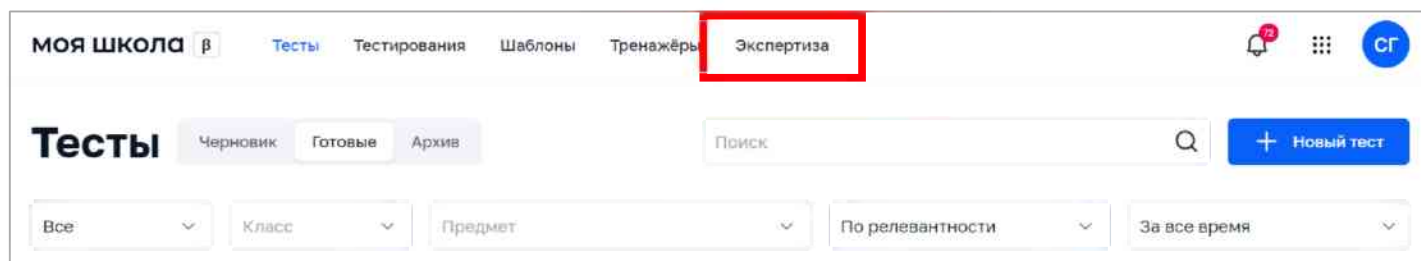 моя школа β Тесты Тестирования Шаблоны Тренажёры Экспертиза 72 СГ
Тесты Черновик Готовые Архив Поиск Новый тест
Все Класс Предмет По релевантности За все время